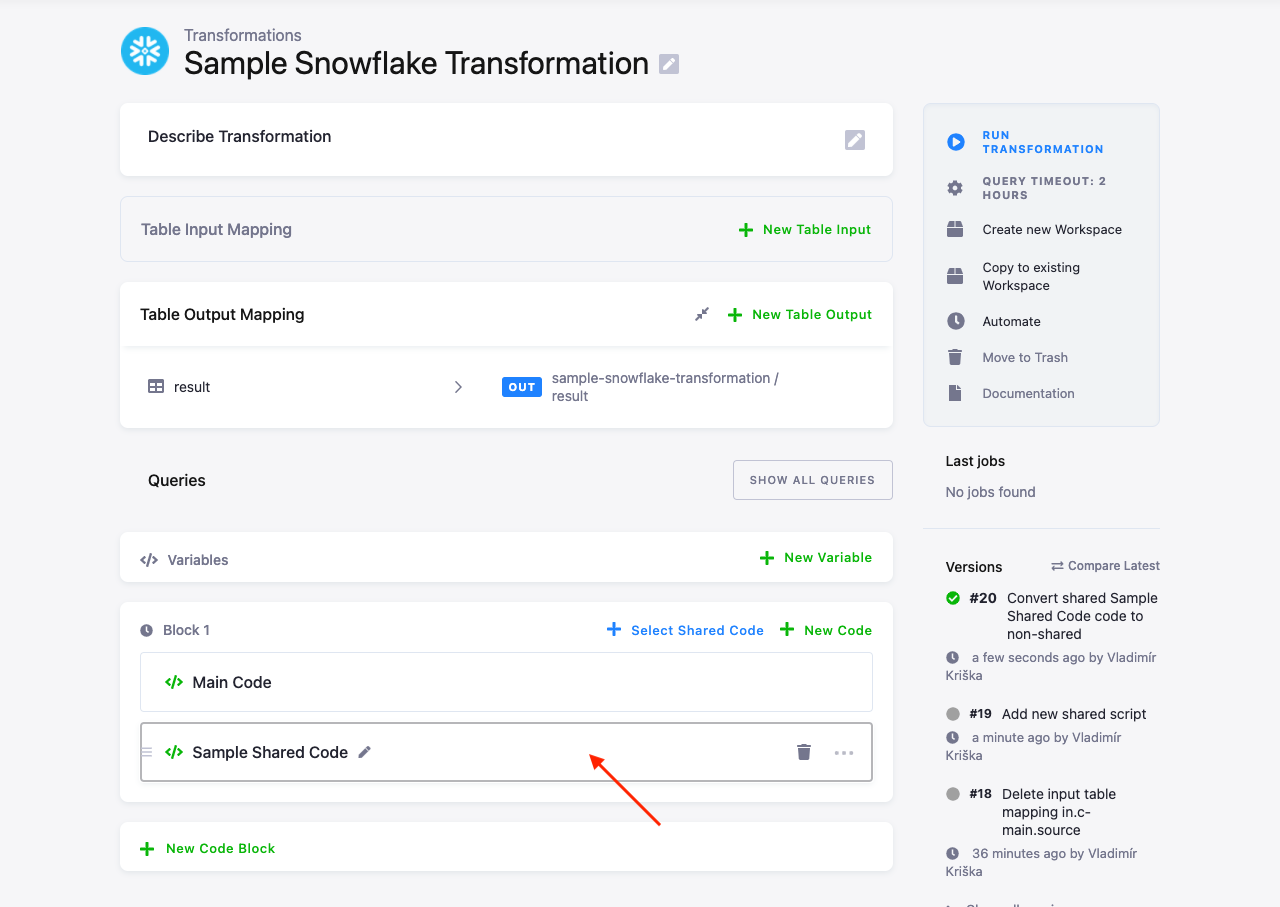 Transformations
Sample Snowflake Transformation
Describe Transformation
Table Input Mapping
New Table Input
Table Output Mapping
New Table Output
result
OUT
sample-snowflake-transformation /
result
Queries
SHOW ALL QUERIES
Variables
New Variable
Block 1
Select Shared Code
New Code
Main Code
Sample Shared Code
New Code Block
RUN
TRANSFORMATION
QUERY TIMEOUT: 2
HOURS
Create new Workspace
Copy to existing
Workspace
Automate
Move to Trash
Documentation
Last jobs
No jobs found
Versions
Compare Latest
#20 Convert shared Sample
Shared Code code to
non-shared
a few seconds ago by Vladimír
Kriška
#19 Add new shared script
a minute ago by Vladimír
Kriška
#18 Delete input table
mapping in.c-
main.source
36 minutes ago by Vladimír
Kriška